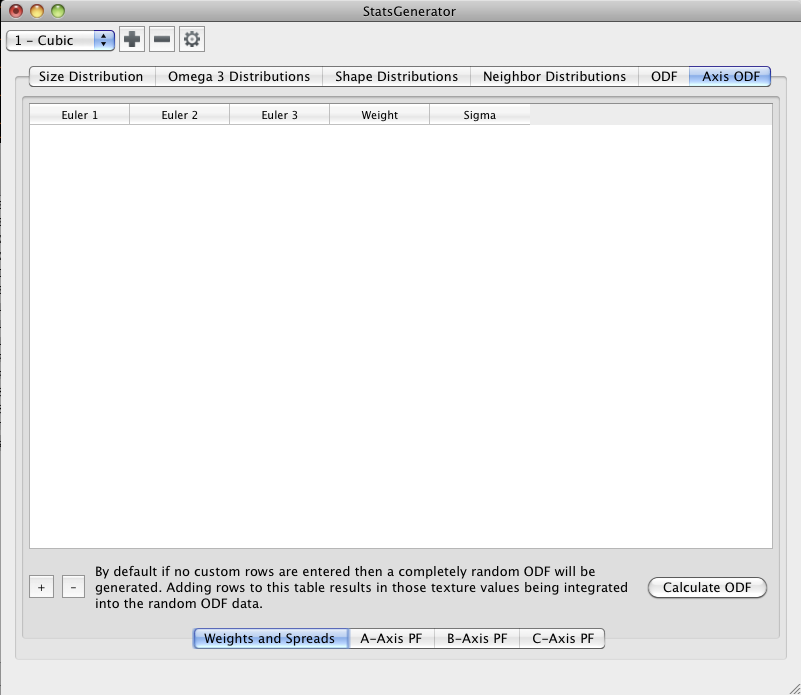 StatsGenerator
1 - Cubic
Size Distribution Omega 3 Distributions Shape Distributions Neighbor Distributions ODF Axis ODF
Euler 1 Euler 2 Euler 3 Weight Sigma
By default if no custom rows are entered then a completely random ODF will be
generated. Adding rows to this table results in those texture values being integrated
into the random ODF data.
+ - Calculate ODF
Weights and Spreads A-Axis PF B-Axis PF C-Axis PF